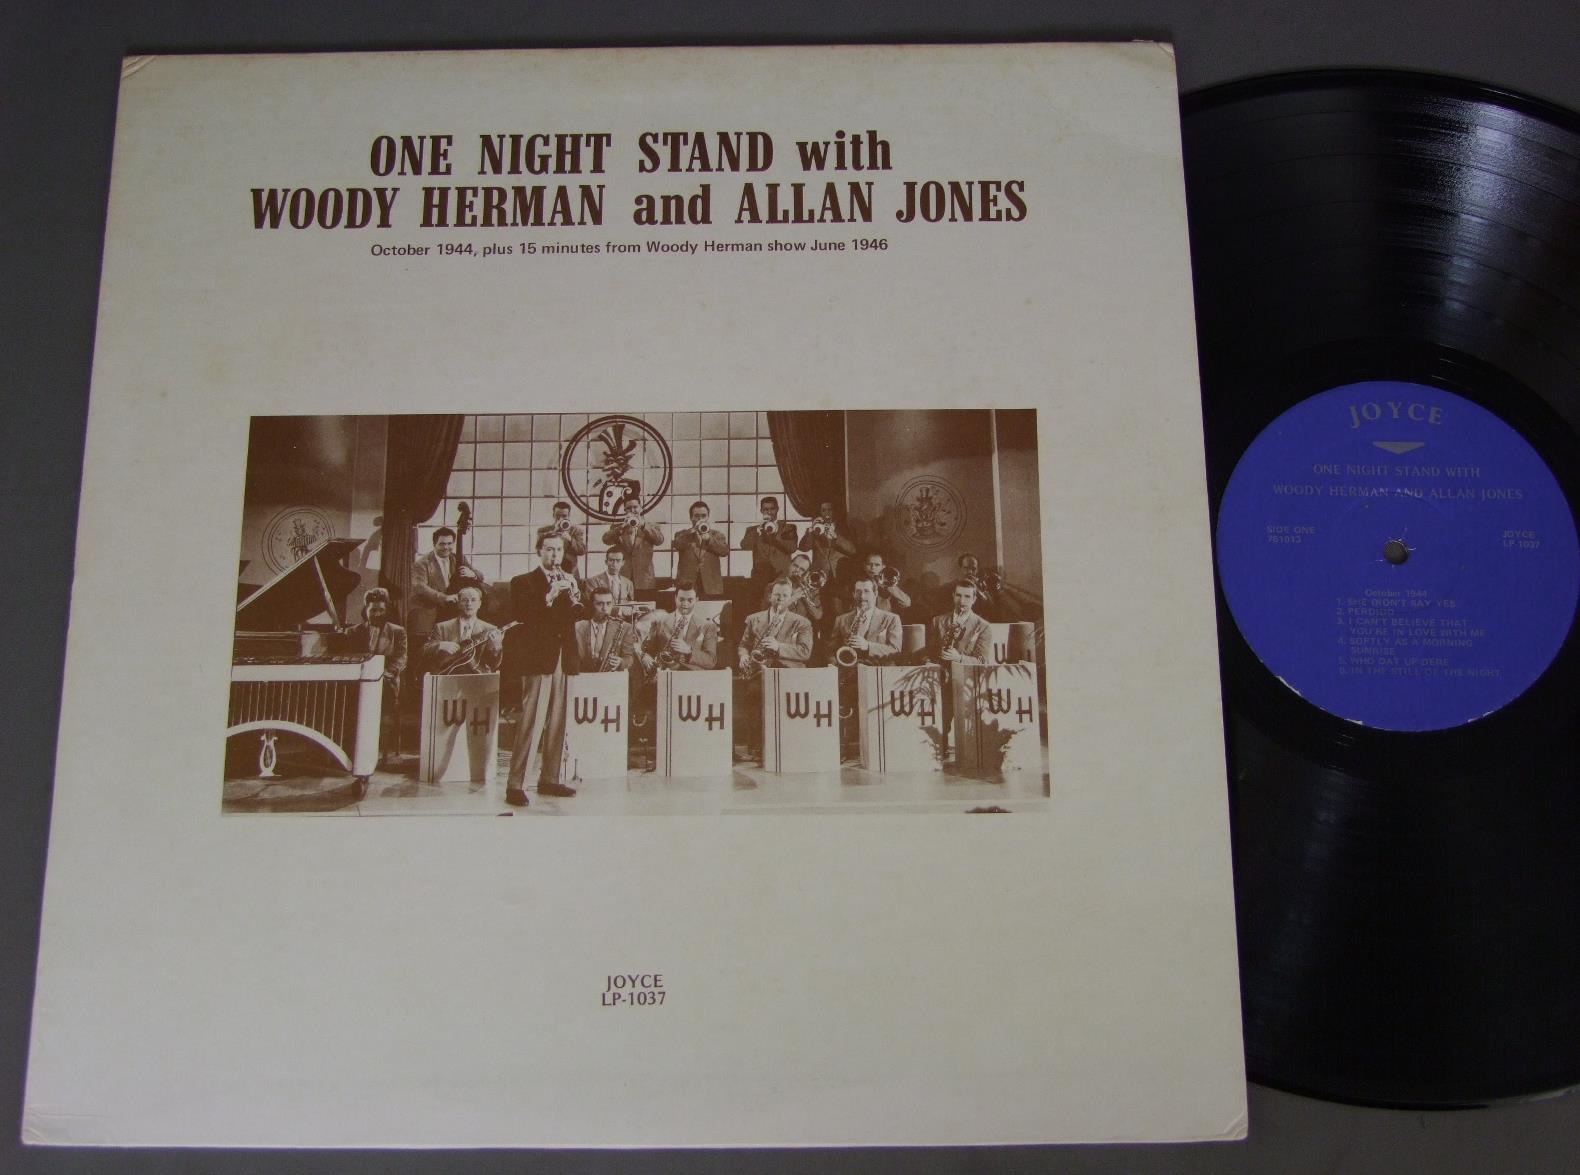 ONE NIGHT STAND with
WOODY HERMAN and ALLAN JONES
October 1944, plus 15 minutes from Woody Herman show June 1946
WH
WH
WH
WH
WH
WH
W
JOYCE
LP-1037
JOYCE
ONE NIGHT STAND WITH
WOODY HERMAN AND ALLAN JONES
SIDE ONE
761013
JOYCE
LP-1037
October 1944
1. SHE DIDN'T SAY YES
2. PERDIDO
3. I CAN'T BELIEVE THAT
YOU'RE IN LOVE WITH ME
4. SOFTLY AS A MORNING
SUNRISE
5. WHO DAT UP DERE
6. IN THE STILL OF THE NIGHT